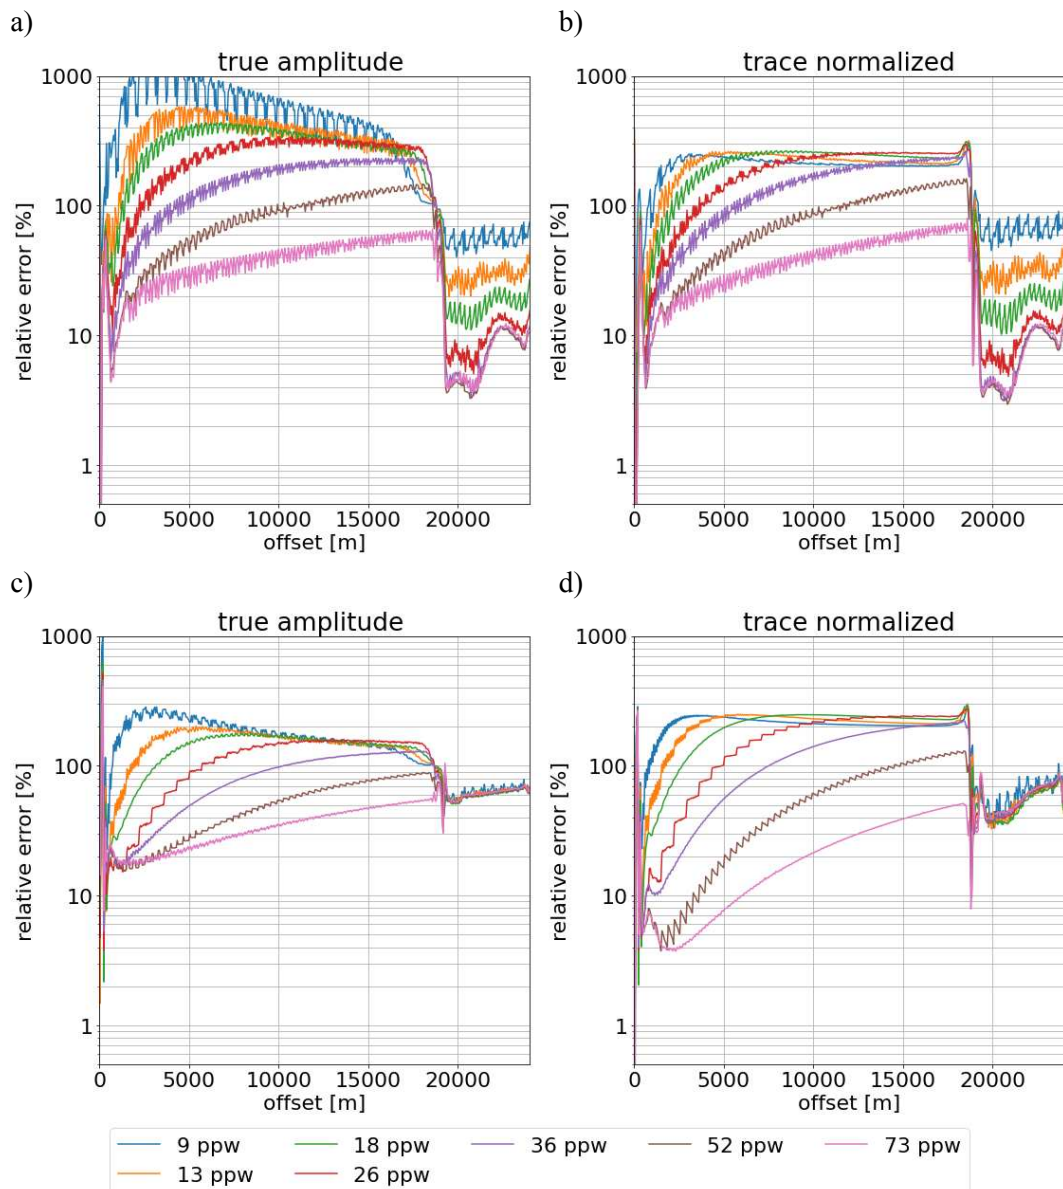 a)
true amplitude
1000
100
10
1
relative error [%]
0 5000 10000 15000 20000
offset [m]
b)
trace normalized
1000
100
10
1
relative error [%]
0 5000 10000 15000 20000
offset [m]
c)
true amplitude
1000
100
10
1
relative error [%]
0 5000 10000 15000 20000
offset [m]
d)
trace normalized
1000
100
10
1
relative error [%]
0 5000 10000 15000 20000
offset [m]
9 ppw 18 ppw 36 ppw 52 ppw 73 ppw
13 ppw 26 ppw